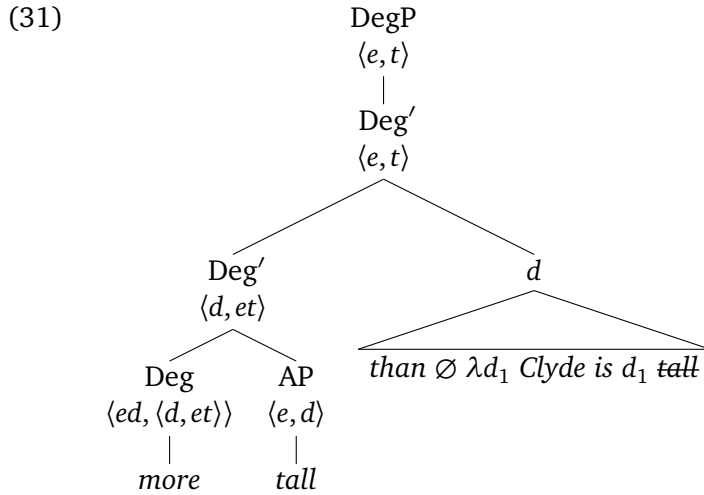 (31) DegP
⟨e, t⟩
Deg′
⟨e, t⟩
Deg′ d
⟨d, et⟩
Deg AP than ∅ λd₁ Clyde is d₁ ~~tall~~
⟨ed, ⟨d, et⟩⟩ ⟨e, d⟩
more tall